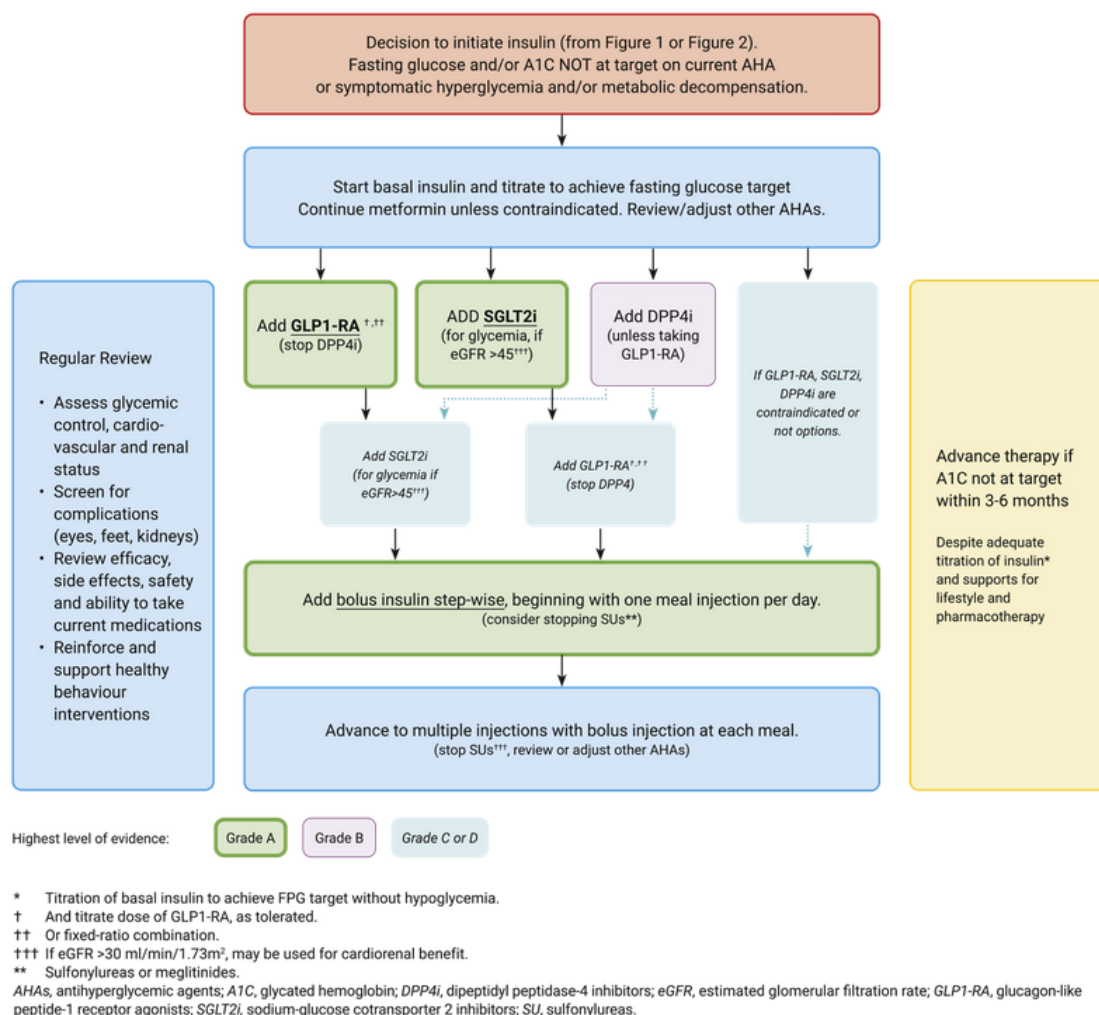 Decision to initiate insulin (from Figure 1 or Figure 2).
Fasting glucose and/or A1C NOT at target on current AHA
or symptomatic hyperglycemia and/or metabolic decompensation.
Start basal insulin and titrate to achieve fasting glucose target
Continue metformin unless contraindicated. Review/adjust other AHAs.
Regular Review
• Assess glycemic
control, cardio-
vascular and renal
status
• Screen for
complications
(eyes, feet, kidneys)
• Review efficacy,
side effects, safety
and ability to take
current medications
• Reinforce and
support healthy
behaviour
interventions
Add GLP1-RA †,††
(stop DPP4i)
ADD SGLT2i
(for glycemia, if
eGFR >45†††)
Add DPP4i
(unless taking
GLP1-RA)
If GLP1-RA, SGLT2i,
DPP4i are
contraindicated or
not options.
Add SGLT2i
(for glycemia if
eGFR>45†††)
Add GLP1-RA†,††
(stop DPP4)
Add bolus insulin step-wise, beginning with one meal injection per day.
(consider stopping SUs**)
Advance to multiple injections with bolus injection at each meal.
(stop SUs†††, review or adjust other AHAs)
Advance therapy if
A1C not at target
within 3-6 months
Despite adequate
titration of insulin*
and supports for
lifestyle and
pharmacotherapy
Highest level of evidence: Grade A Grade B Grade C or D
* Titration of basal insulin to achieve FPG target without hypoglycemia.
† And titrate dose of GLP1-RA, as tolerated.
†† Or fixed-ratio combination.
††† If eGFR >30 ml/min/1.73m², may be used for cardiorenal benefit.
** Sulfonylureas or meglitinides.
AHAs, antihyperglycemic agents; A1C, glycated hemoglobin; DPP4i, dipeptidyl peptidase-4 inhibitors; eGFR, estimated glomerular filtration rate; GLP1-RA, glucagon-like
peptide-1 receptor agonists; SGLT2i, sodium-glucose cotransporter 2 inhibitors; SU, sulfonylureas.